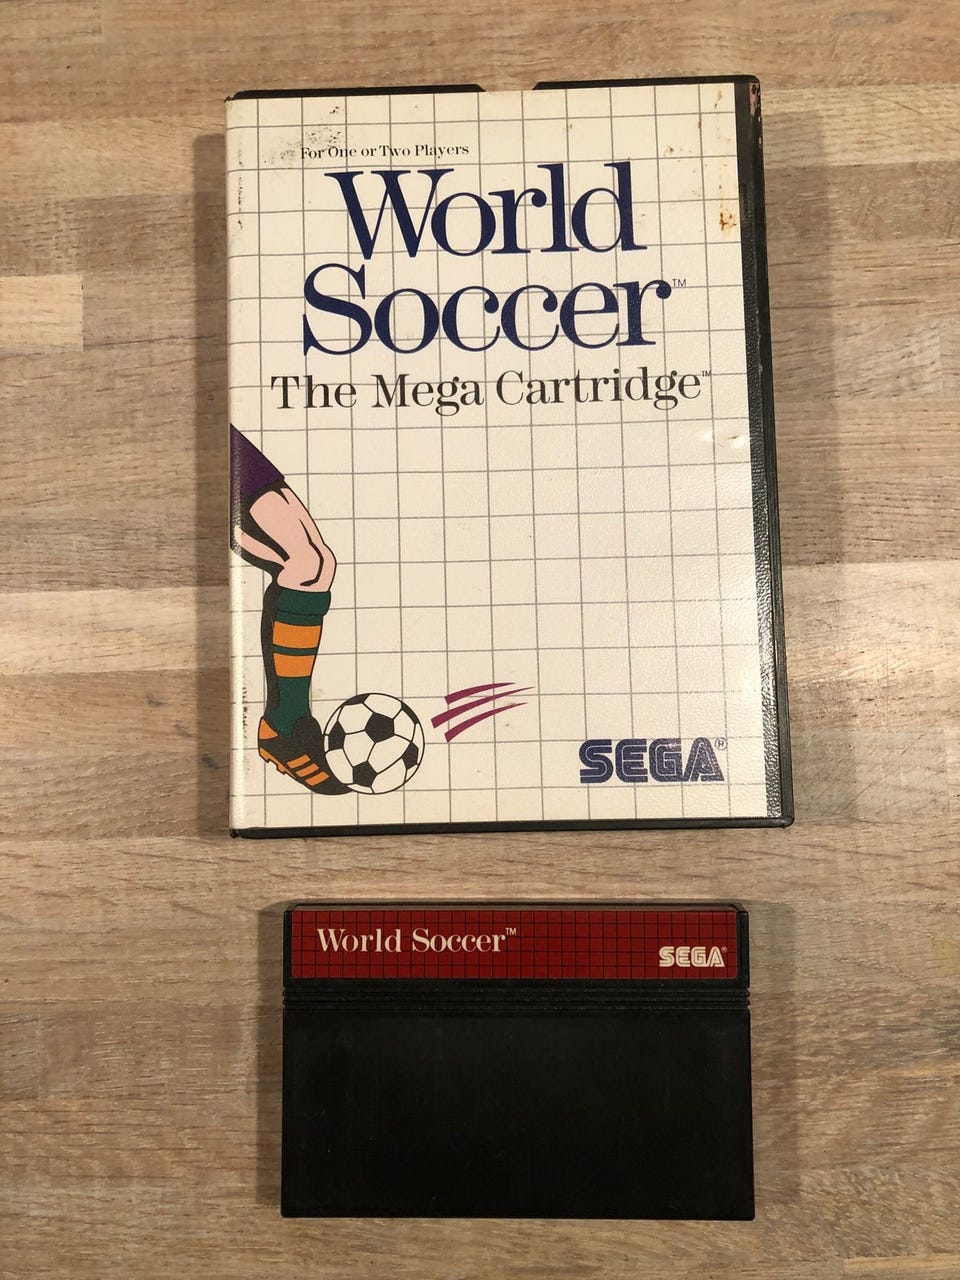 For One or Two Players
World
Soccer™
The Mega Cartridge™
SEGA®
World Soccer™
SEGA®